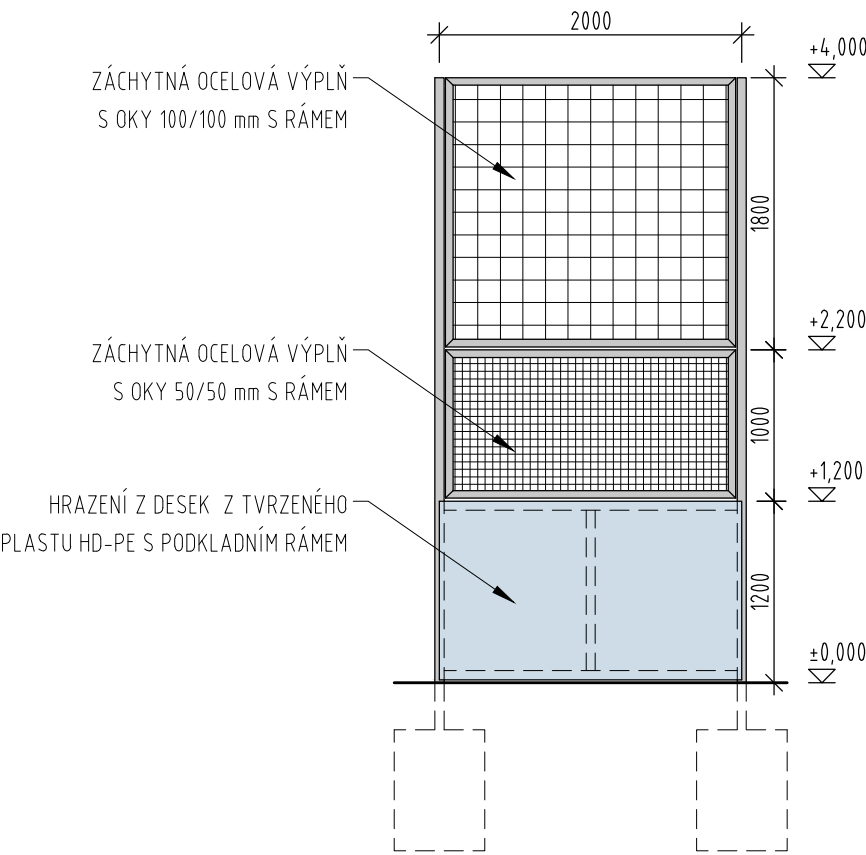 2000
+4,000
ZÁCHYTNÁ OCELOVÁ VÝPLŇ
S OKY 100/100 mm S RÁMEM
1800
+2,200
ZÁCHYTNÁ OCELOVÁ VÝPLŇ
S OKY 50/50 mm S RÁMEM
1000
+1,200
HRAZENÍ Z DESEK Z TVRZENÉHO
PLASTU HD-PE S PODKLADNÍM RÁMEM
1200
±0,000